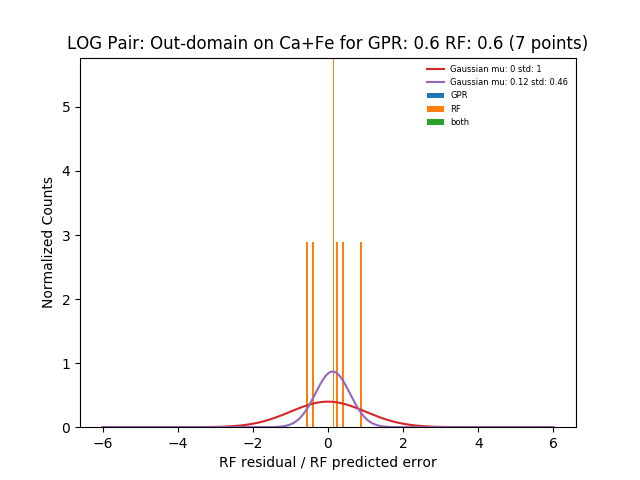 LOG Pair: Out-domain on Ca+Fe for GPR: 0.6 RF: 0.6 (7 points)
Gaussian mu: 0 std: 1
Gaussian mu: 0.12 std: 0.46
GPR
RF
both
Normalized Counts
5
4
3
2
1
0
−6 −4 −2 0 2 4 6
RF residual / RF predicted error